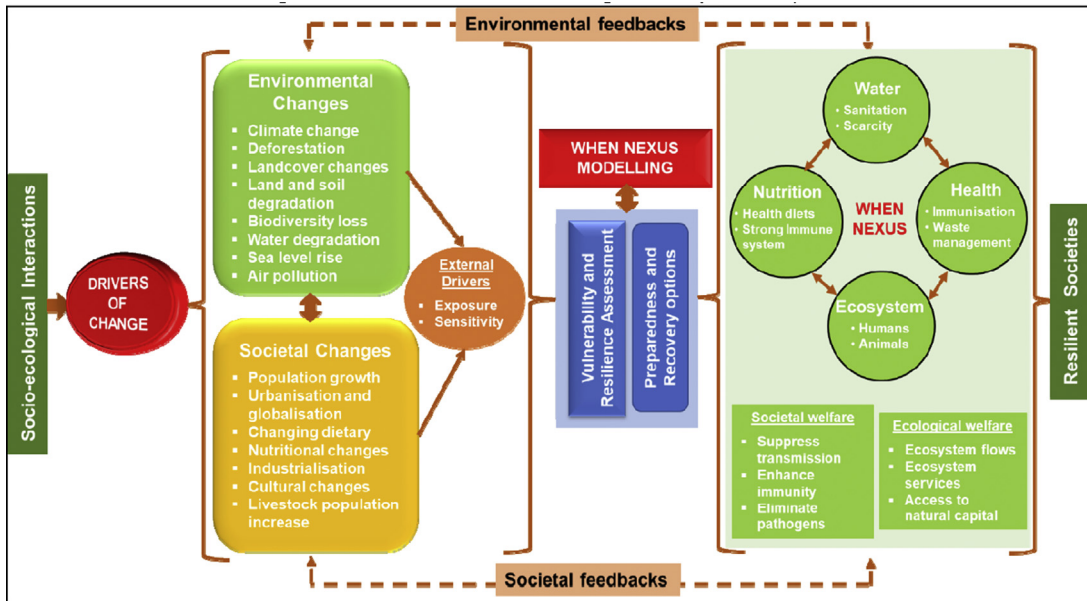 Environmental feedbacks
Socio-ecological Interactions
DRIVERS
OF
CHANGE
Environmental
Changes
Climate change
Deforestation
Landcover changes
Land and soil
degradation
Biodiversity loss
Water degradation
Sea level rise
Air pollution
Societal Changes
Population growth
Urbanisation and
globalisation
Changing dietary
Nutritional changes
Industrialisation
Cultural changes
Livestock population
increase
External
Drivers
Exposure
Sensitivity
WHEN NEXUS
MODELLING
Vulnerability and
Resilience Assessment
Preparedness and
Recovery options
Water
Sanitation
Scarcity
Nutrition
Health diets
Strong Immune
system
WHEN
NEXUS
Health
Immunisation
Waste
management
Ecosystem
Humans
Animals
Societal welfare
Suppress
transmission
Enhance
immunity
Eliminate
pathogens
Ecological welfare
Ecosystem flows
Ecosystem
services
Access to
natural capital
Resilient Societies
Societal feedbacks